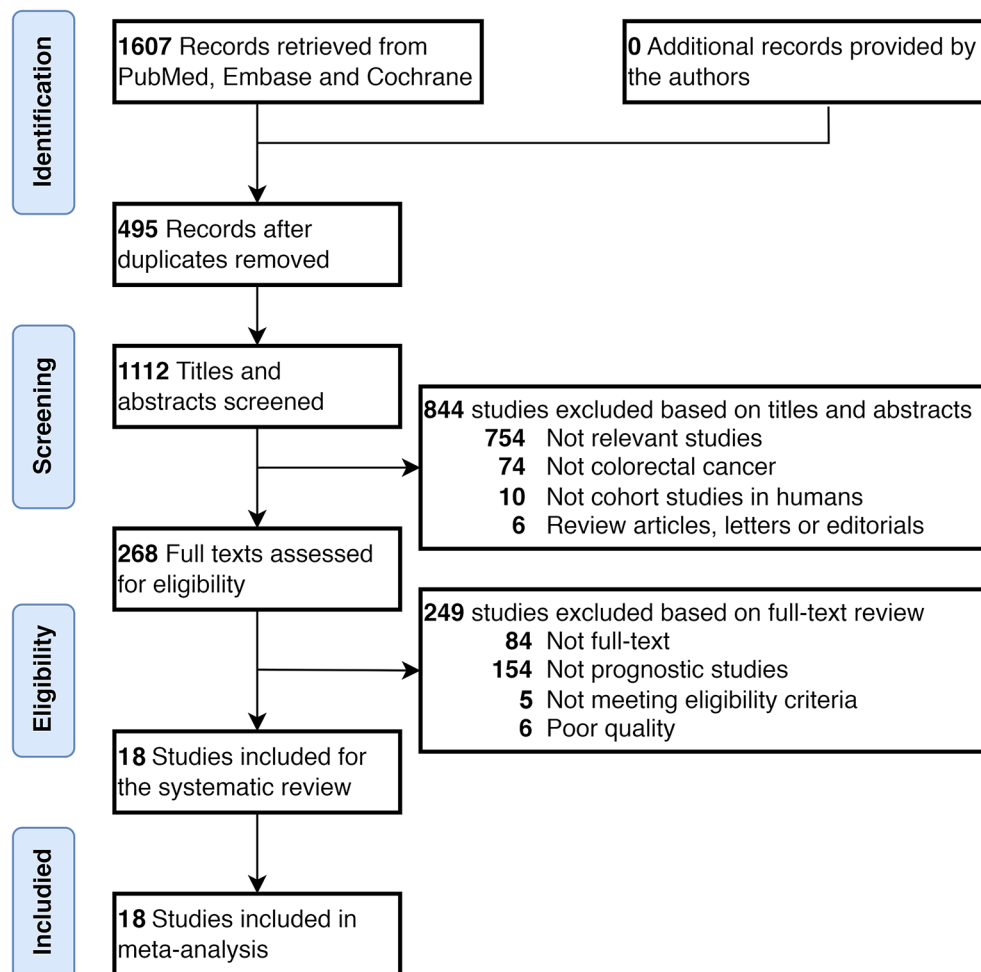 Identification
1607 Records retrieved from
PubMed, Embase and Cochrane
0 Additional records provided by
the authors
495 Records after
duplicates removed
Screening
1112 Titles and
abstracts screened
844 studies excluded based on titles and abstracts
754 Not relevant studies
74 Not colorectal cancer
10 Not cohort studies in humans
6 Review articles, letters or editorials
268 Full texts assessed
for eligibility
Eligibility
249 studies excluded based on full-text review
84 Not full-text
154 Not prognostic studies
5 Not meeting eligibility criteria
6 Poor quality
18 Studies included for
the systematic review
Includied
18 Studies included in
meta-analysis